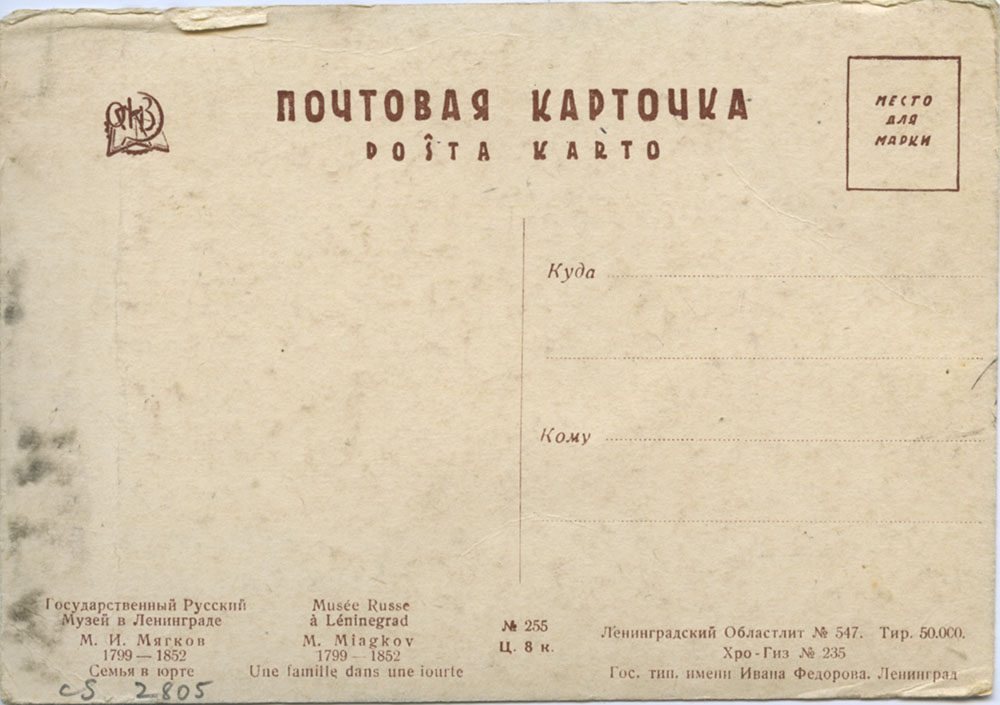 ПОЧТОВАЯ КАРТОЧКА
POŜTA KARTO
МЕСТО
ДЛЯ
МАРКИ
Куда
Кому
Государственный Русский
Музей в Ленинграде
М. И. Мягков
1799 — 1852
Семья в юрте
Musée Russe
à Léninegrad
M. Miagkov
1799 — 1852
Une famille dans une iourte
№ 255
Ц. 8 к.
Ленинградский Областлит № 547. Тир. 50.000.
Хро-Гиз № 235
Гос. тип. имени Ивана Федорова. Ленинград
cS 2805